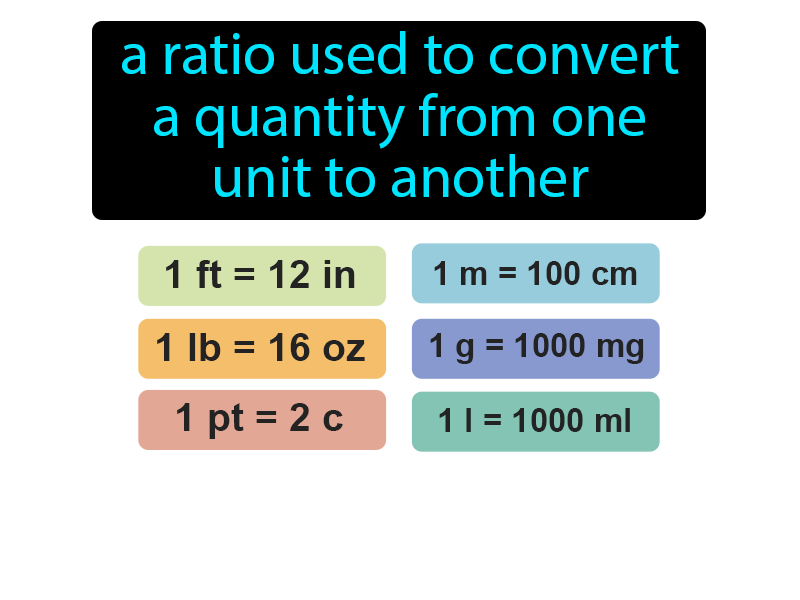 a ratio used to convert
a quantity from one
unit to another
1 ft = 12 in
1 m = 100 cm
1 lb = 16 oz
1 g = 1000 mg
1 pt = 2 c
1 l = 1000 ml